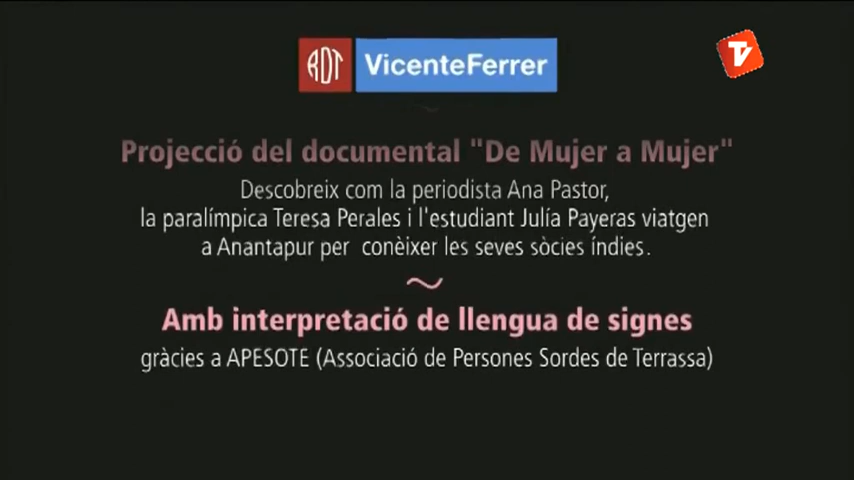 RDT VicenteFerrer
TV
Projecció del documental "De Mujer a Mujer"
Descobreix com la periodista Ana Pastor,
la paralímpica Teresa Perales i l'estudiant Julía Payeras viatgen
a Anantapur per conèixer les seves sòcies índies.
Amb interpretació de llengua de signes
gràcies a APESOTE (Associació de Persones Sordes de Terrassa)